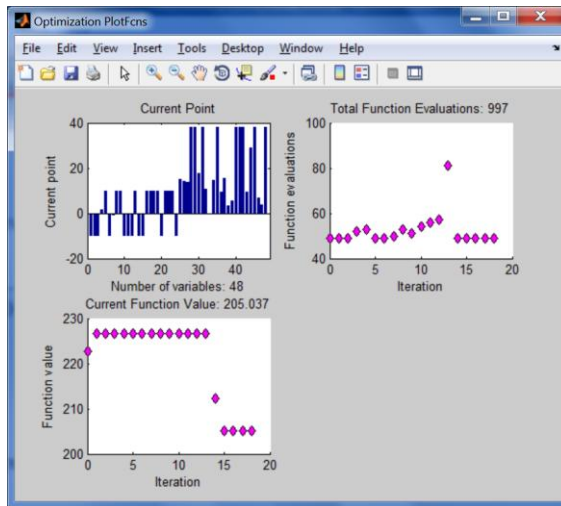 Optimization PlotFcns
File Edit View Insert Tools Desktop Window Help
Current Point
40
20
0
-20
Current point
0 10 20 30 40
Number of variables: 48
Total Function Evaluations: 997
100
80
60
40
Function evaluations
0 5 10 15 20
Iteration
Current Function Value: 205.037
230
220
210
200
Function value
0 5 10 15 20
Iteration